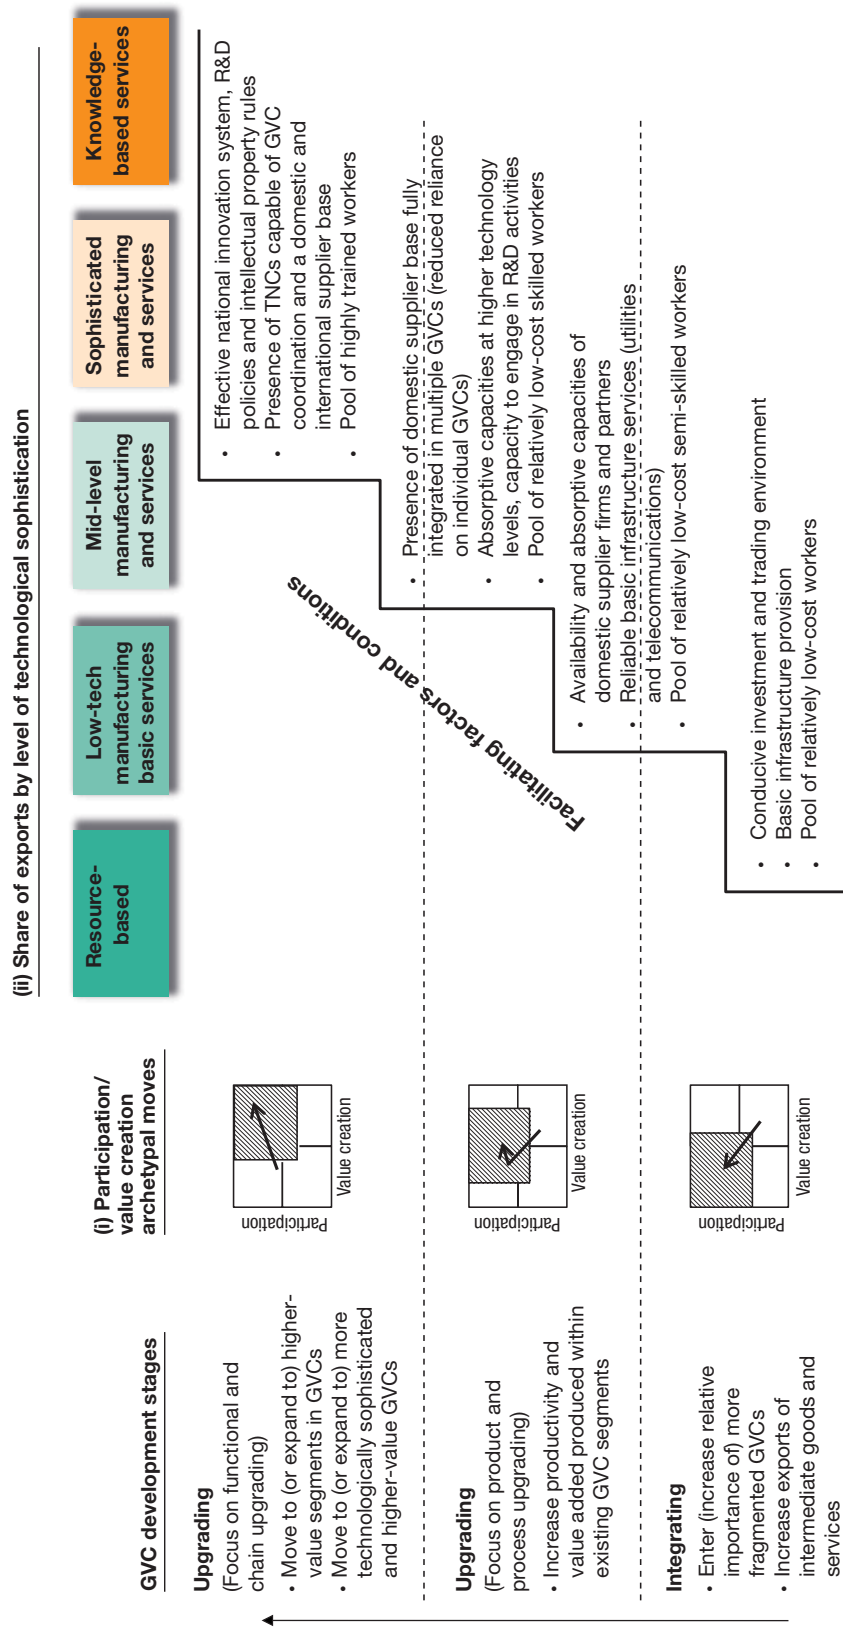 (ii) Share of exports by level of technological sophistication
GVC development stages
(i) Participation/
value creation
archetypal moves
Resource-
based
Low-tech
manufacturing
basic services
Mid-level
manufacturing
and services
Sophisticated
manufacturing
and services
Knowledge-
based services
Upgrading
(Focus on functional and
chain upgrading)
• Move to (or expand to) higher-
value segments in GVCs
• Move to (or expand to) more
technologically sophisticated
and higher-value GVCs
Participation
Value creation
• Effective national innovation system, R&D
policies and intellectual property rules
• Presence of TNCs capable of GVC
coordination and a domestic and
international supplier base
• Pool of highly trained workers
Facilitating factors and conditions
Upgrading
(Focus on product and
process upgrading)
• Increase productivity and
value added produced within
existing GVC segments
Participation
Value creation
• Presence of domestic supplier base fully
integrated in multiple GVCs (reduced reliance
on individual GVCs)
• Absorptive capacities at higher technology
levels, capacity to engage in R&D activities
• Pool of relatively low-cost skilled workers
• Availability and absorptive capacities of
domestic supplier firms and partners
• Reliable basic infrastructure services (utilities
and telecommunications)
• Pool of relatively low-cost semi-skilled workers
Integrating
• Enter (increase relative
importance of) more
fragmented GVCs
• Increase exports of
intermediate goods and
services
Participation
Value creation
• Conducive investment and trading environment
• Basic infrastructure provision
• Pool of relatively low-cost workers